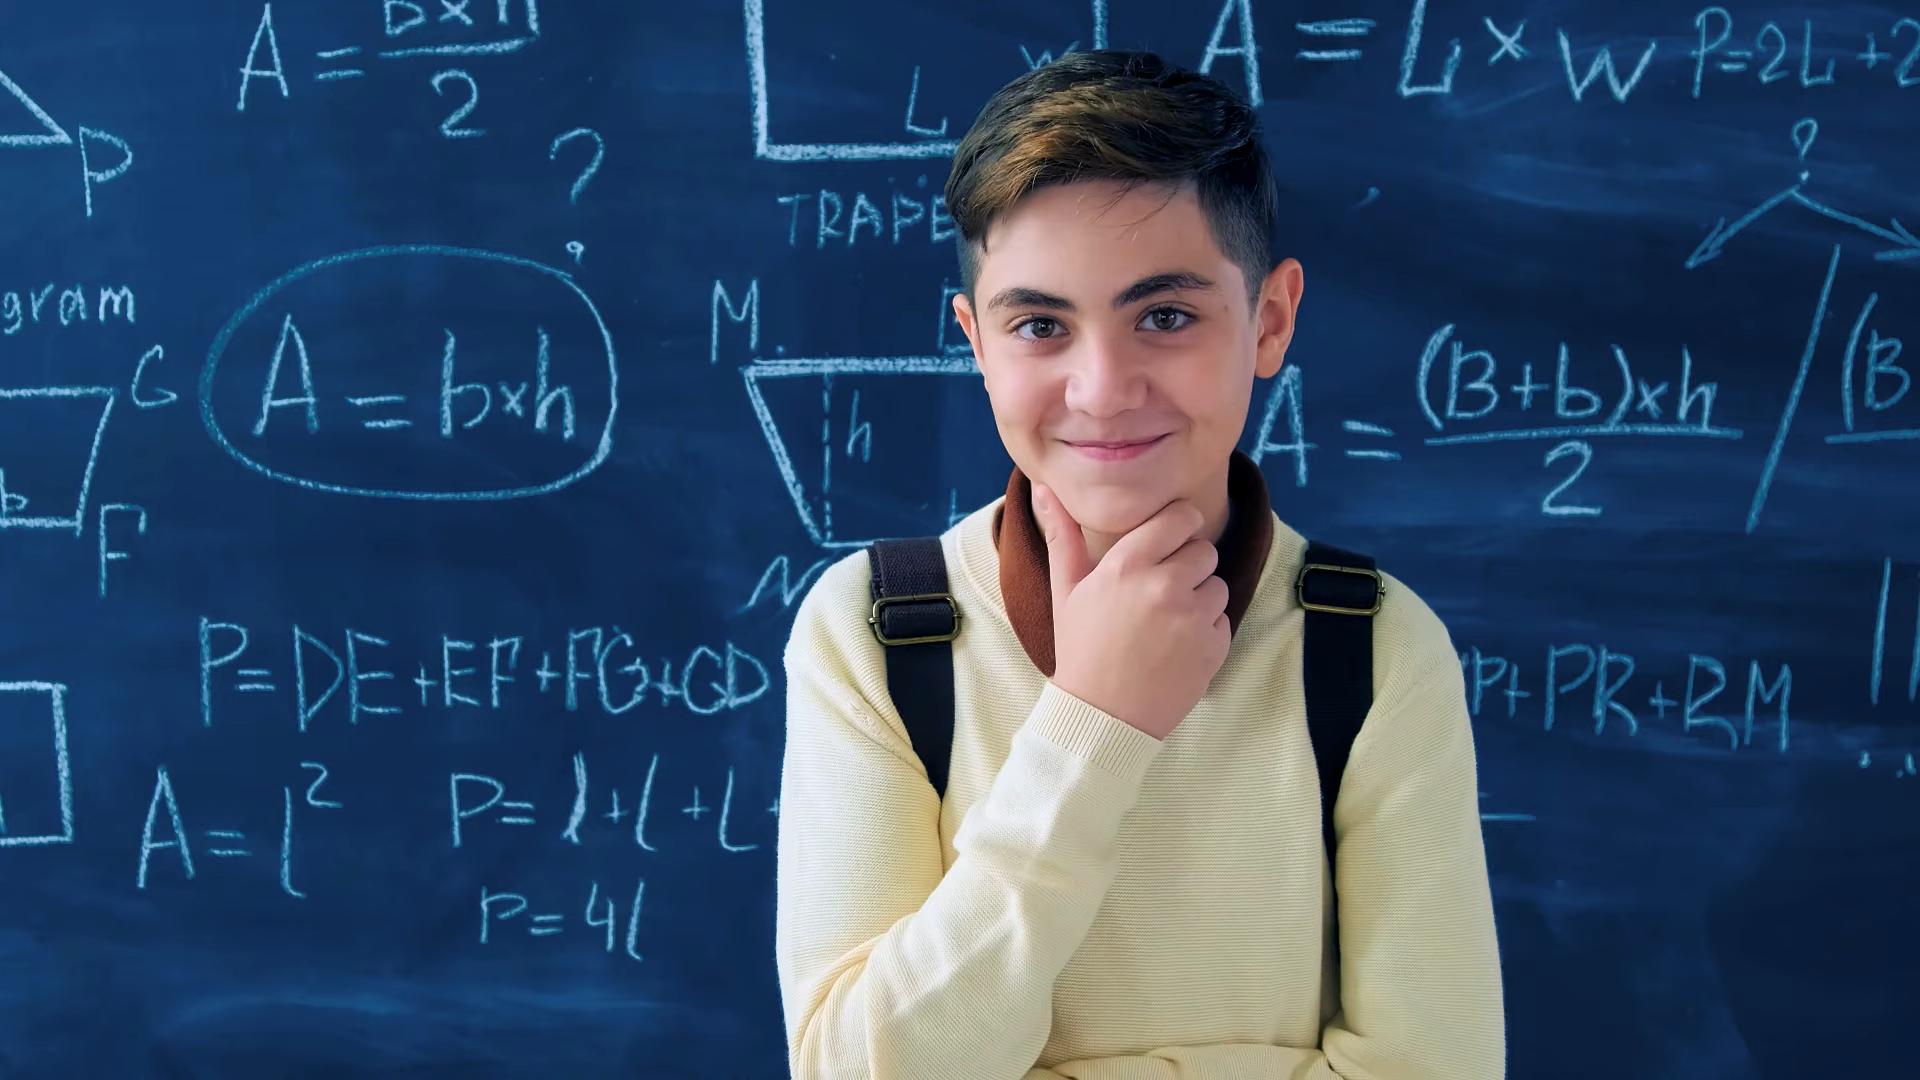 A = b x h / 2
L
w
A = L x W
P=2L+2
P
?
TRAPE
?
gram
G
A = b x h
M
h
A = (B+b) x h / 2
(B
b
F
N
P= DE+EF+FG+GD
P+PR+RM
A = l²
P= l+l+L+
P=4l